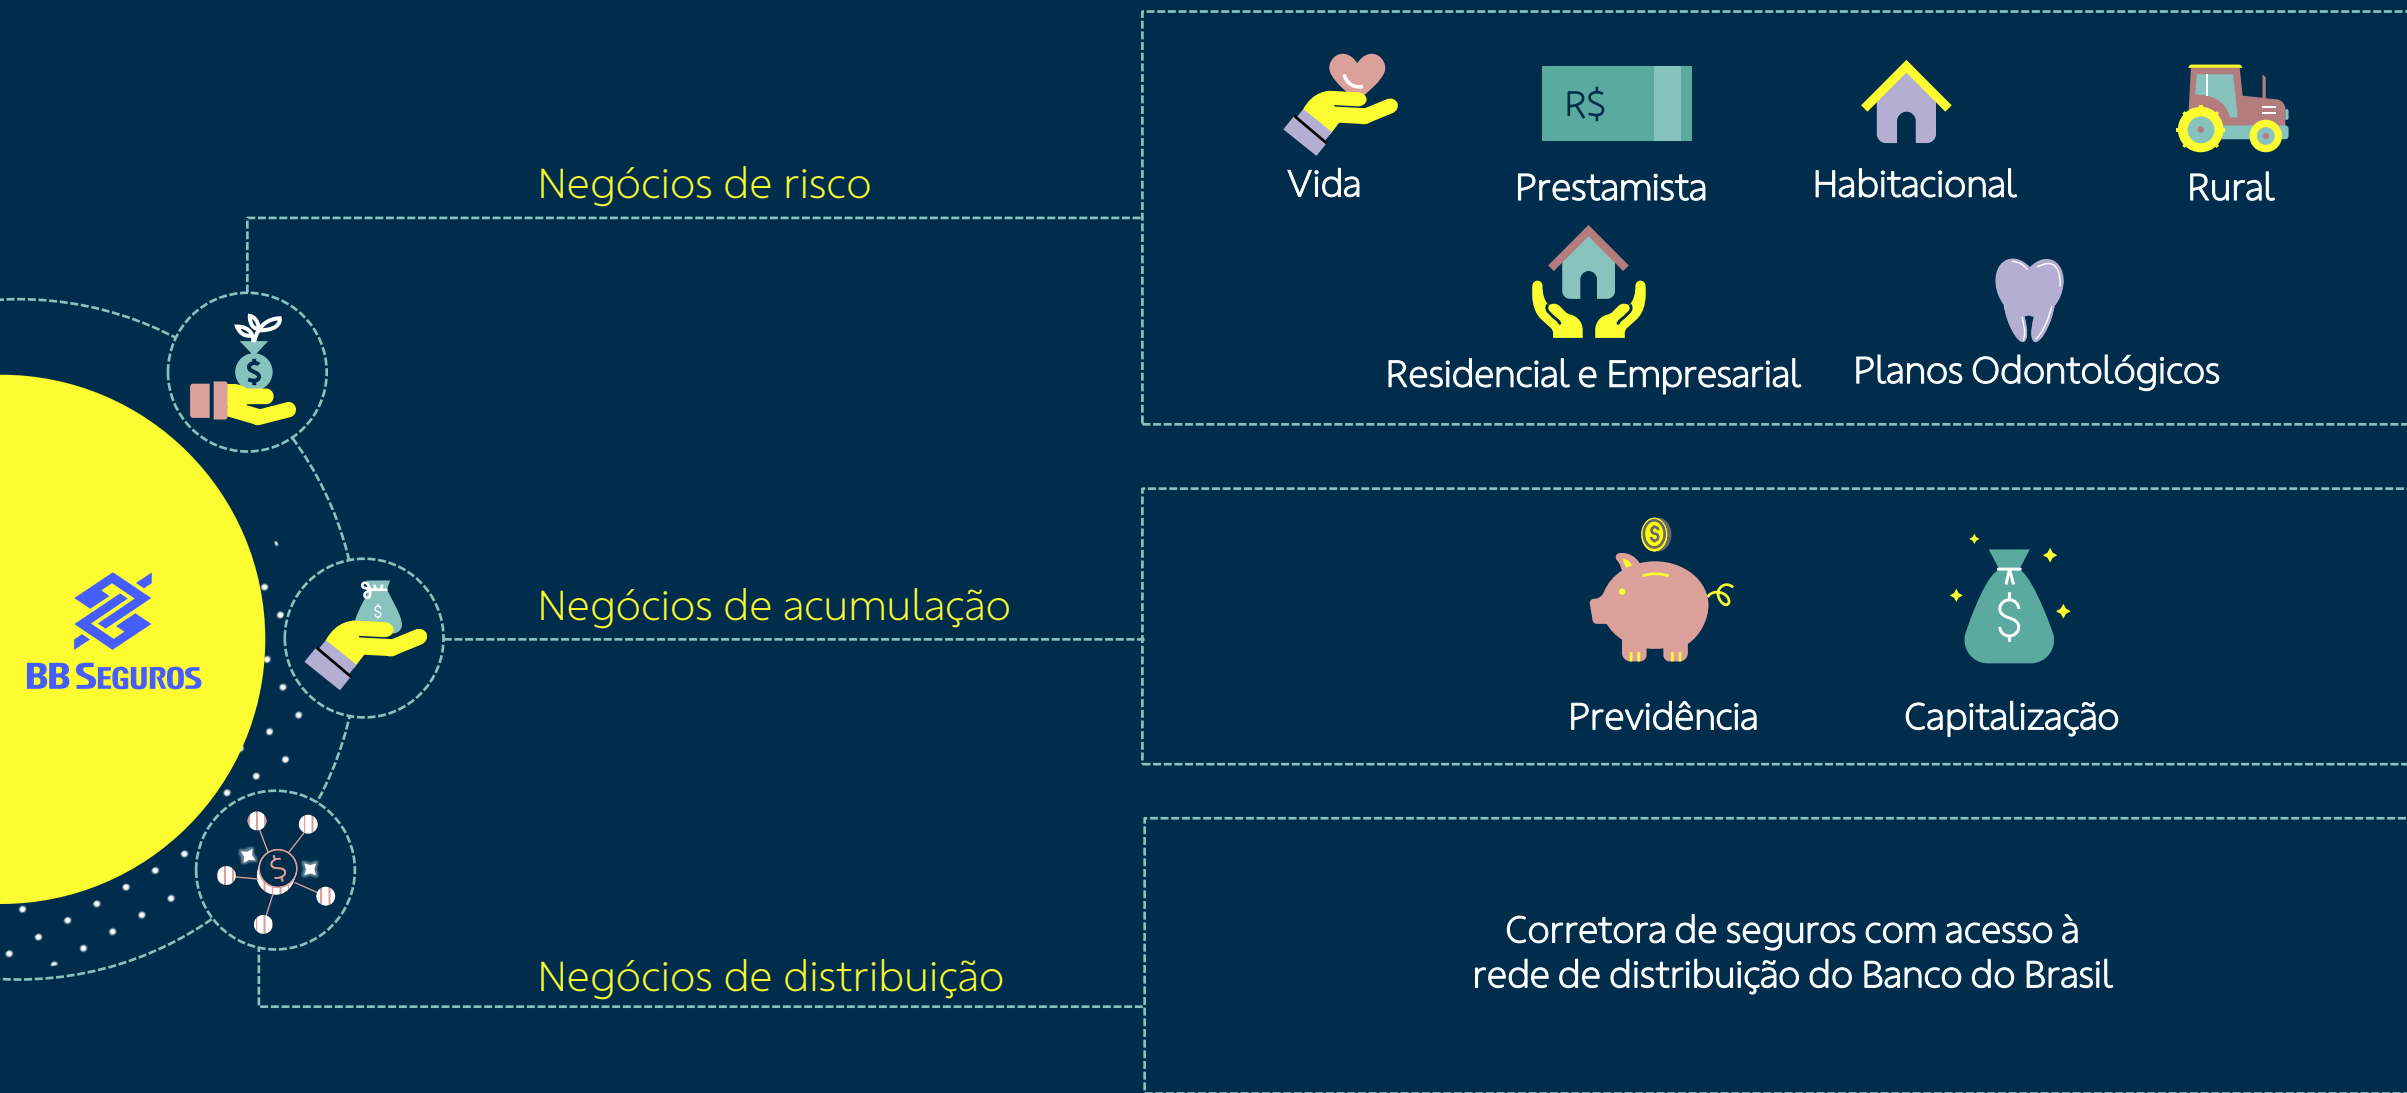 Negócios de risco
Vida
R$
Prestamista
Habitacional
Rural
Residencial e Empresarial
Planos Odontológicos
$
BB SEGUROS
$
Negócios de acumulação
$
Previdência
$
Capitalização
$
Negócios de distribuição
Corretora de seguros com acesso à
rede de distribuição do Banco do Brasil